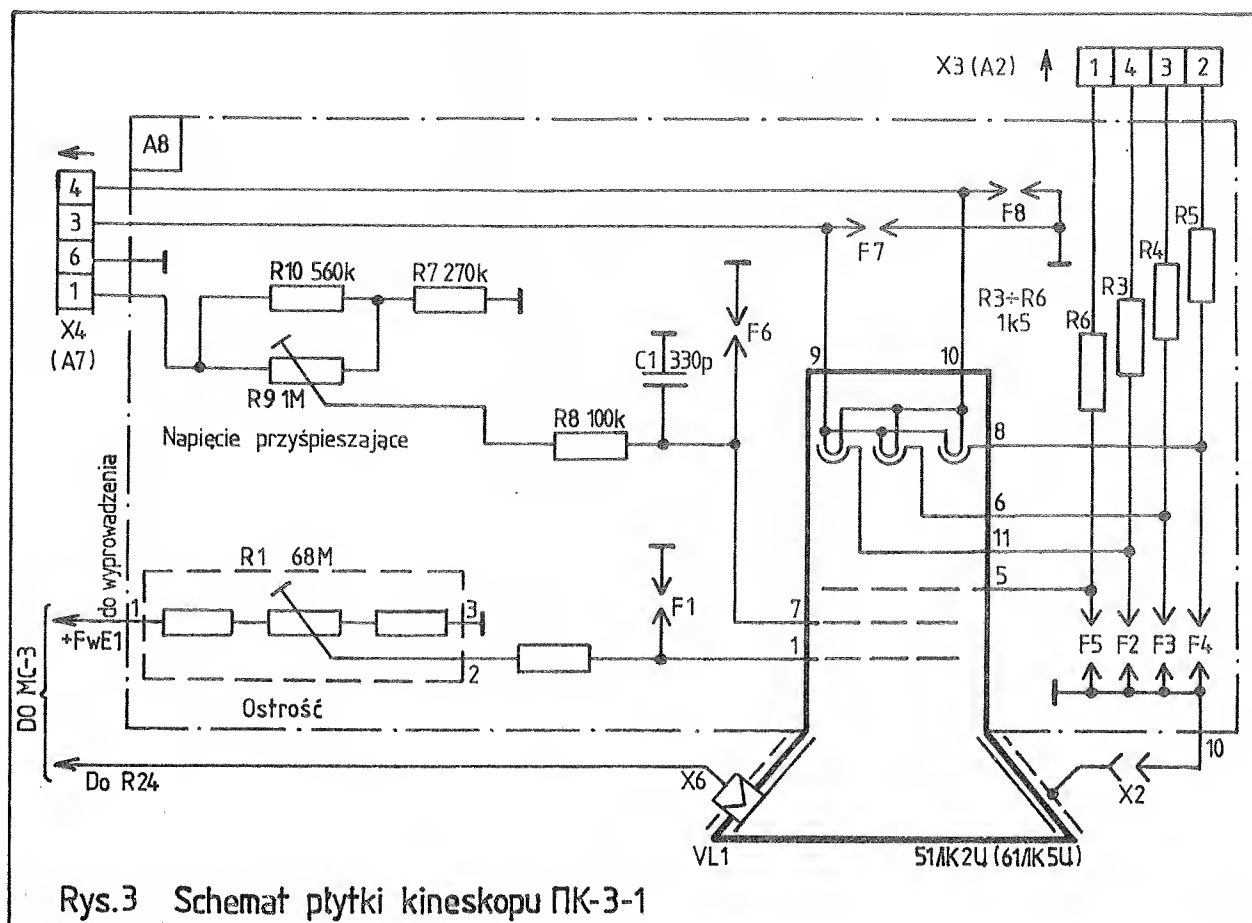 X3 (A2) 1 4 3 2
A8
4
3
6
1
X4
(A7)
R10 560k R7 270k
R9 1M
Napięcie przyśpieszające
R8 100k
C1 330p
F6
F7
F8
R3÷R6
1k5
R6
R3
R4
R5
9 10
8
6
11
5
7
1
do wyprowadzenia
R1 68M
1 3
2
+FwE1
Ostrość
F1
F5 F2 F3 F4
DO MC-3
Do R24
X6
10
X2
VL1 51ЛК2Ц (61ЛК5Ц)
Rys.3 Schemat płytki kineskopu ПК-3-1